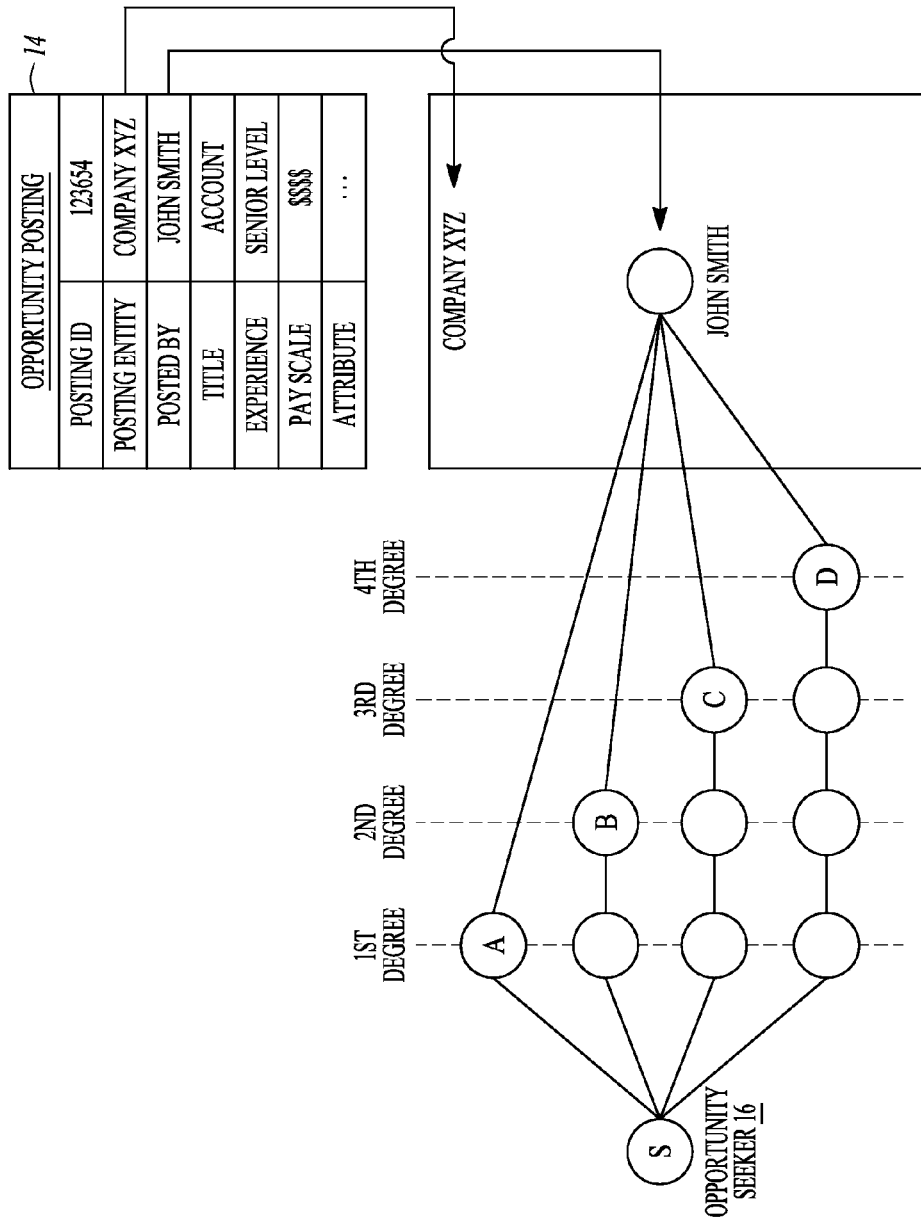 14
OPPORTUNITY POSTING
POSTING ID 123654
POSTING ENTITY COMPANY XYZ
POSTED BY JOHN SMITH
TITLE ACCOUNT
EXPERIENCE SENIOR LEVEL
PAY SCALE $$$$
ATTRIBUTE ...
1ST
DEGREE
2ND
DEGREE
3RD
DEGREE
4TH
DEGREE
COMPANY XYZ
A
B
C
D
S
OPPORTUNITY
SEEKER 16
JOHN SMITH